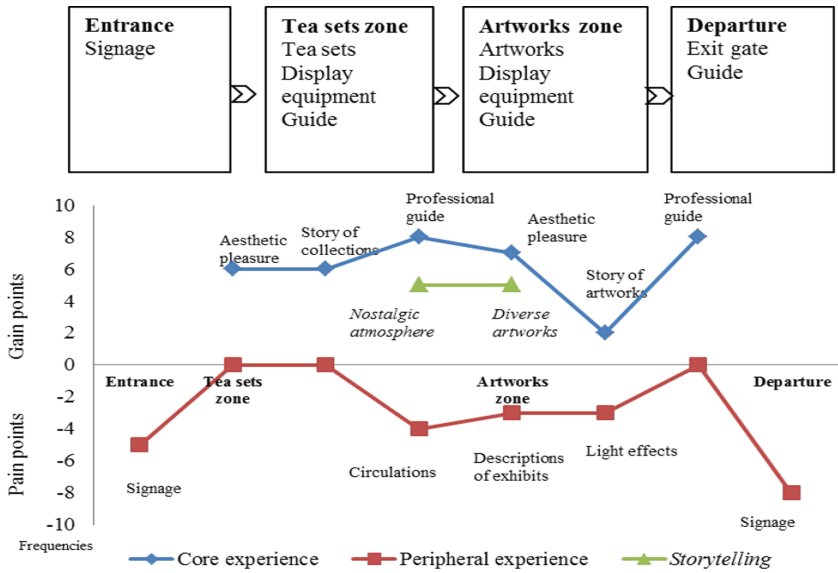 Entrance
Signage
Tea sets zone
Tea sets
Display
equipment
Guide
Artworks zone
Artworks
Display
equipment
Guide
Departure
Exit gate
Guide
Gain points
Pain points
10
8
6
4
2
0
-2
-4
-6
-8
-10
Frequencies
Aesthetic
pleasure
Story of
collections
Professional
guide
Aesthetic
pleasure
Story of
artworks
Professional
guide
Nostalgic
atmosphere
Diverse
artworks
Entrance
Tea sets
zone
Artworks
zone
Departure
Signage
Circulations
Descriptions
of exhibits
Light effects
Signage
Core experience
Peripheral experience
Storytelling